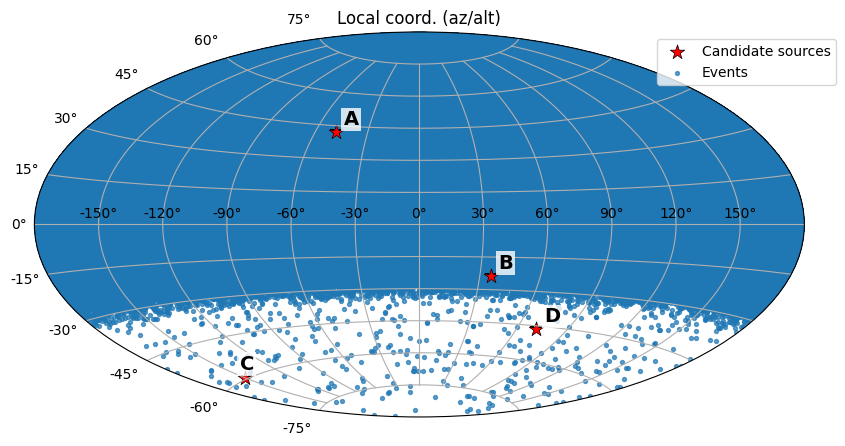 Local coord. (az/alt)
75°
60°
45°
30°
15°
0°
-15°
-30°
-45°
-60°
-75°
-150° -120° -90° -60° -30° 0° 30° 60° 90° 120° 150°
Candidate sources
Events
A
B
C
D